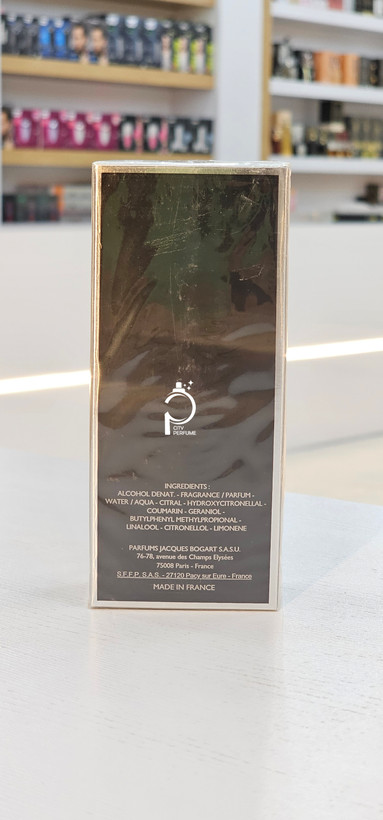 CITY
PERFUME
INGREDIENTS :
ALCOHOL DENAT. - FRAGRANCE / PARFUM -
WATER / AQUA - CITRAL - HYDROXYCITRONELLAL -
COUMARIN - GERANIOL -
BUTYLPHENYL METHYLPROPIONAL -
LINALOOL - CITRONELLOL - LIMONENE
PARFUMS JACQUES BOGART S.A.S.U.
76-78, avenue des Champs Elysées
75008 Paris - France
S.F.F.P. S.A.S. - 27120 Pacy sur Eure - France
MADE IN FRANCE